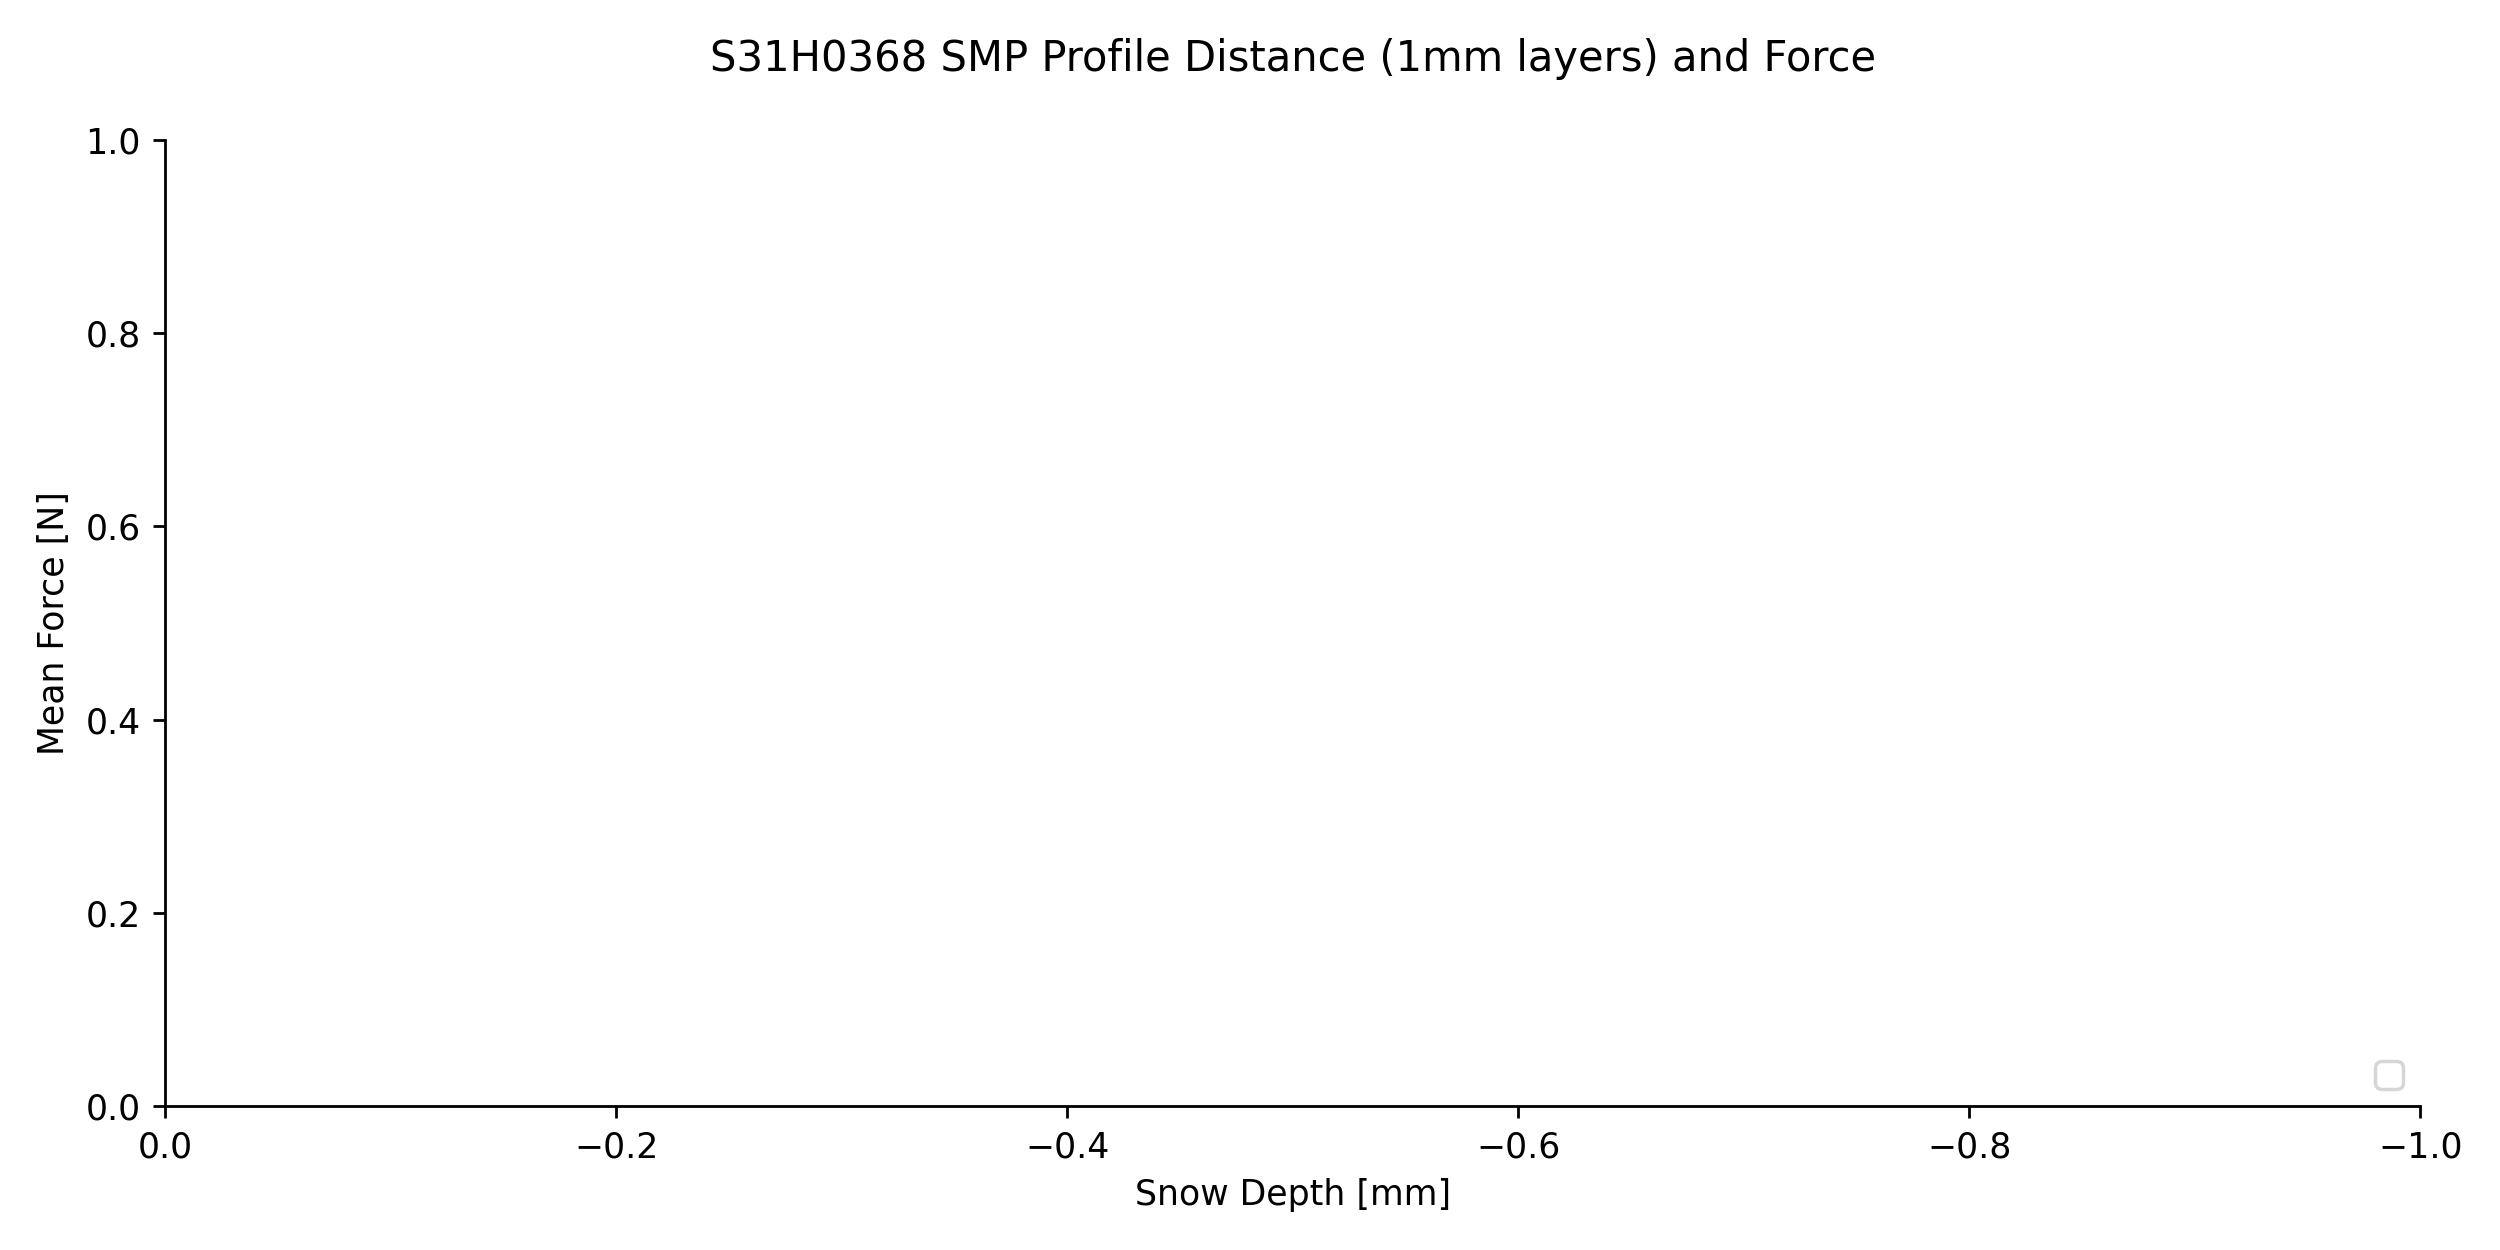 S31H0368 SMP Profile Distance (1mm layers) and Force
1.0
0.8
0.6
0.4
0.2
0.0
Mean Force [N]
0.0 −0.2 −0.4 −0.6 −0.8 −1.0
Snow Depth [mm]